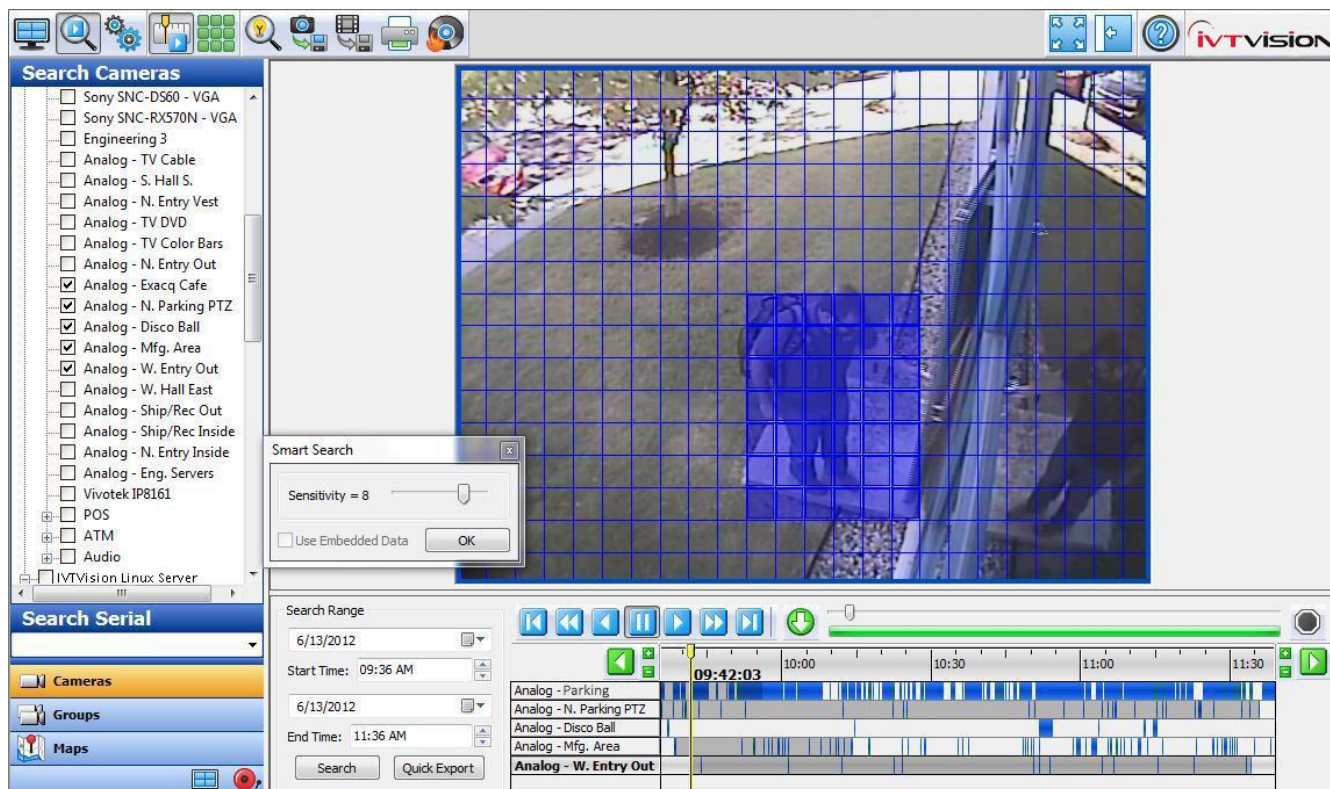 iVTVISION
Search Cameras
Sony SNC-DS60 - VGA
Sony SNC-RX570N - VGA
Engineering 3
Analog - TV Cable
Analog - S. Hall S.
Analog - N. Entry Vest
Analog - TV DVD
Analog - TV Color Bars
Analog - N. Entry Out
Analog - Exacq Cafe
Analog - N. Parking PTZ
Analog - Disco Ball
Analog - Mfg. Area
Analog - W. Entry Out
Analog - W. Hall East
Analog - Ship/Rec Out
Analog - Ship/Rec Inside
Analog - N. Entry Inside
Analog - Eng. Servers
Vivotek IP8161
POS
ATM
Audio
IVTVision Linux Server
Smart Search
Sensitivity = 8
Use Embedded Data
OK
Search Serial
Cameras
Groups
Maps
Search Range
6/13/2012
Start Time: 09:36 AM
6/13/2012
End Time: 11:36 AM
Search Quick Export
09:42:03 10:00 10:30 11:00 11:30
Analog - Parking
Analog - N. Parking PTZ
Analog - Disco Ball
Analog - Mfg. Area
Analog - W. Entry Out